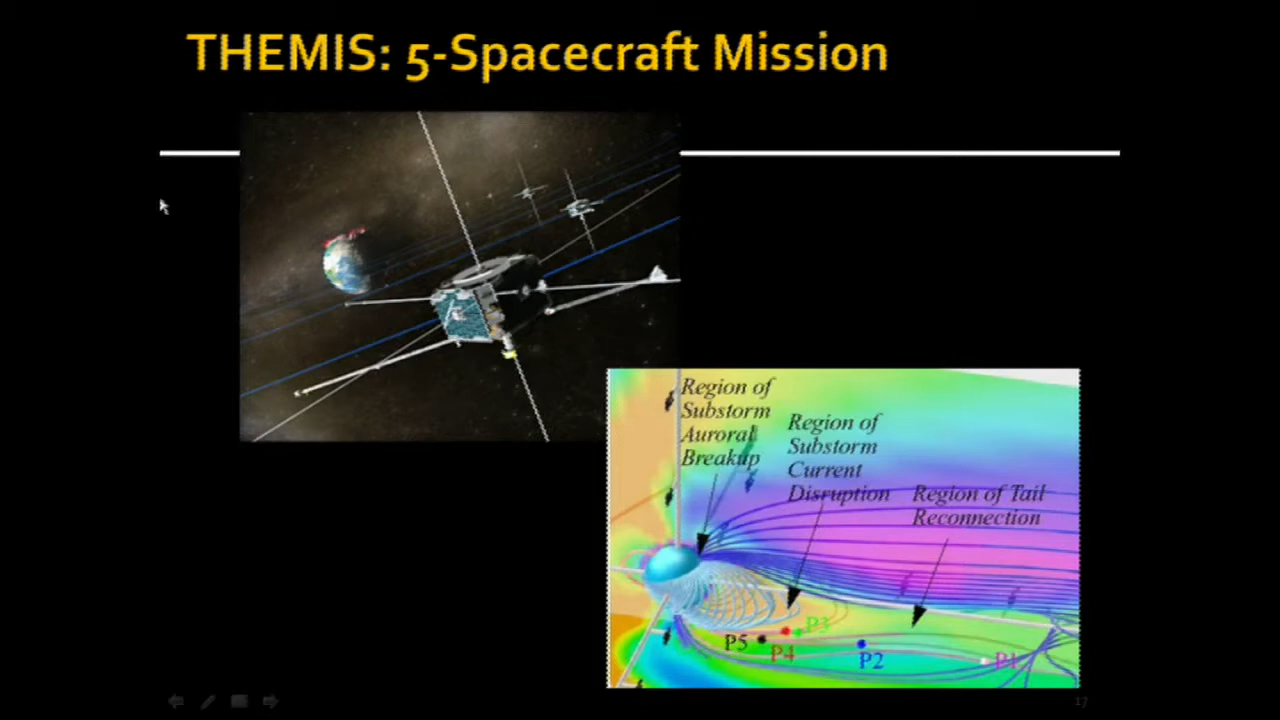 THEMIS: 5-Spacecraft Mission
Region of
Substorm
Auroral
Breakup
Region of
Substorm
Current
Disruption
Region of Tail
Reconnection
P5
P4
P3
P2
P1
17